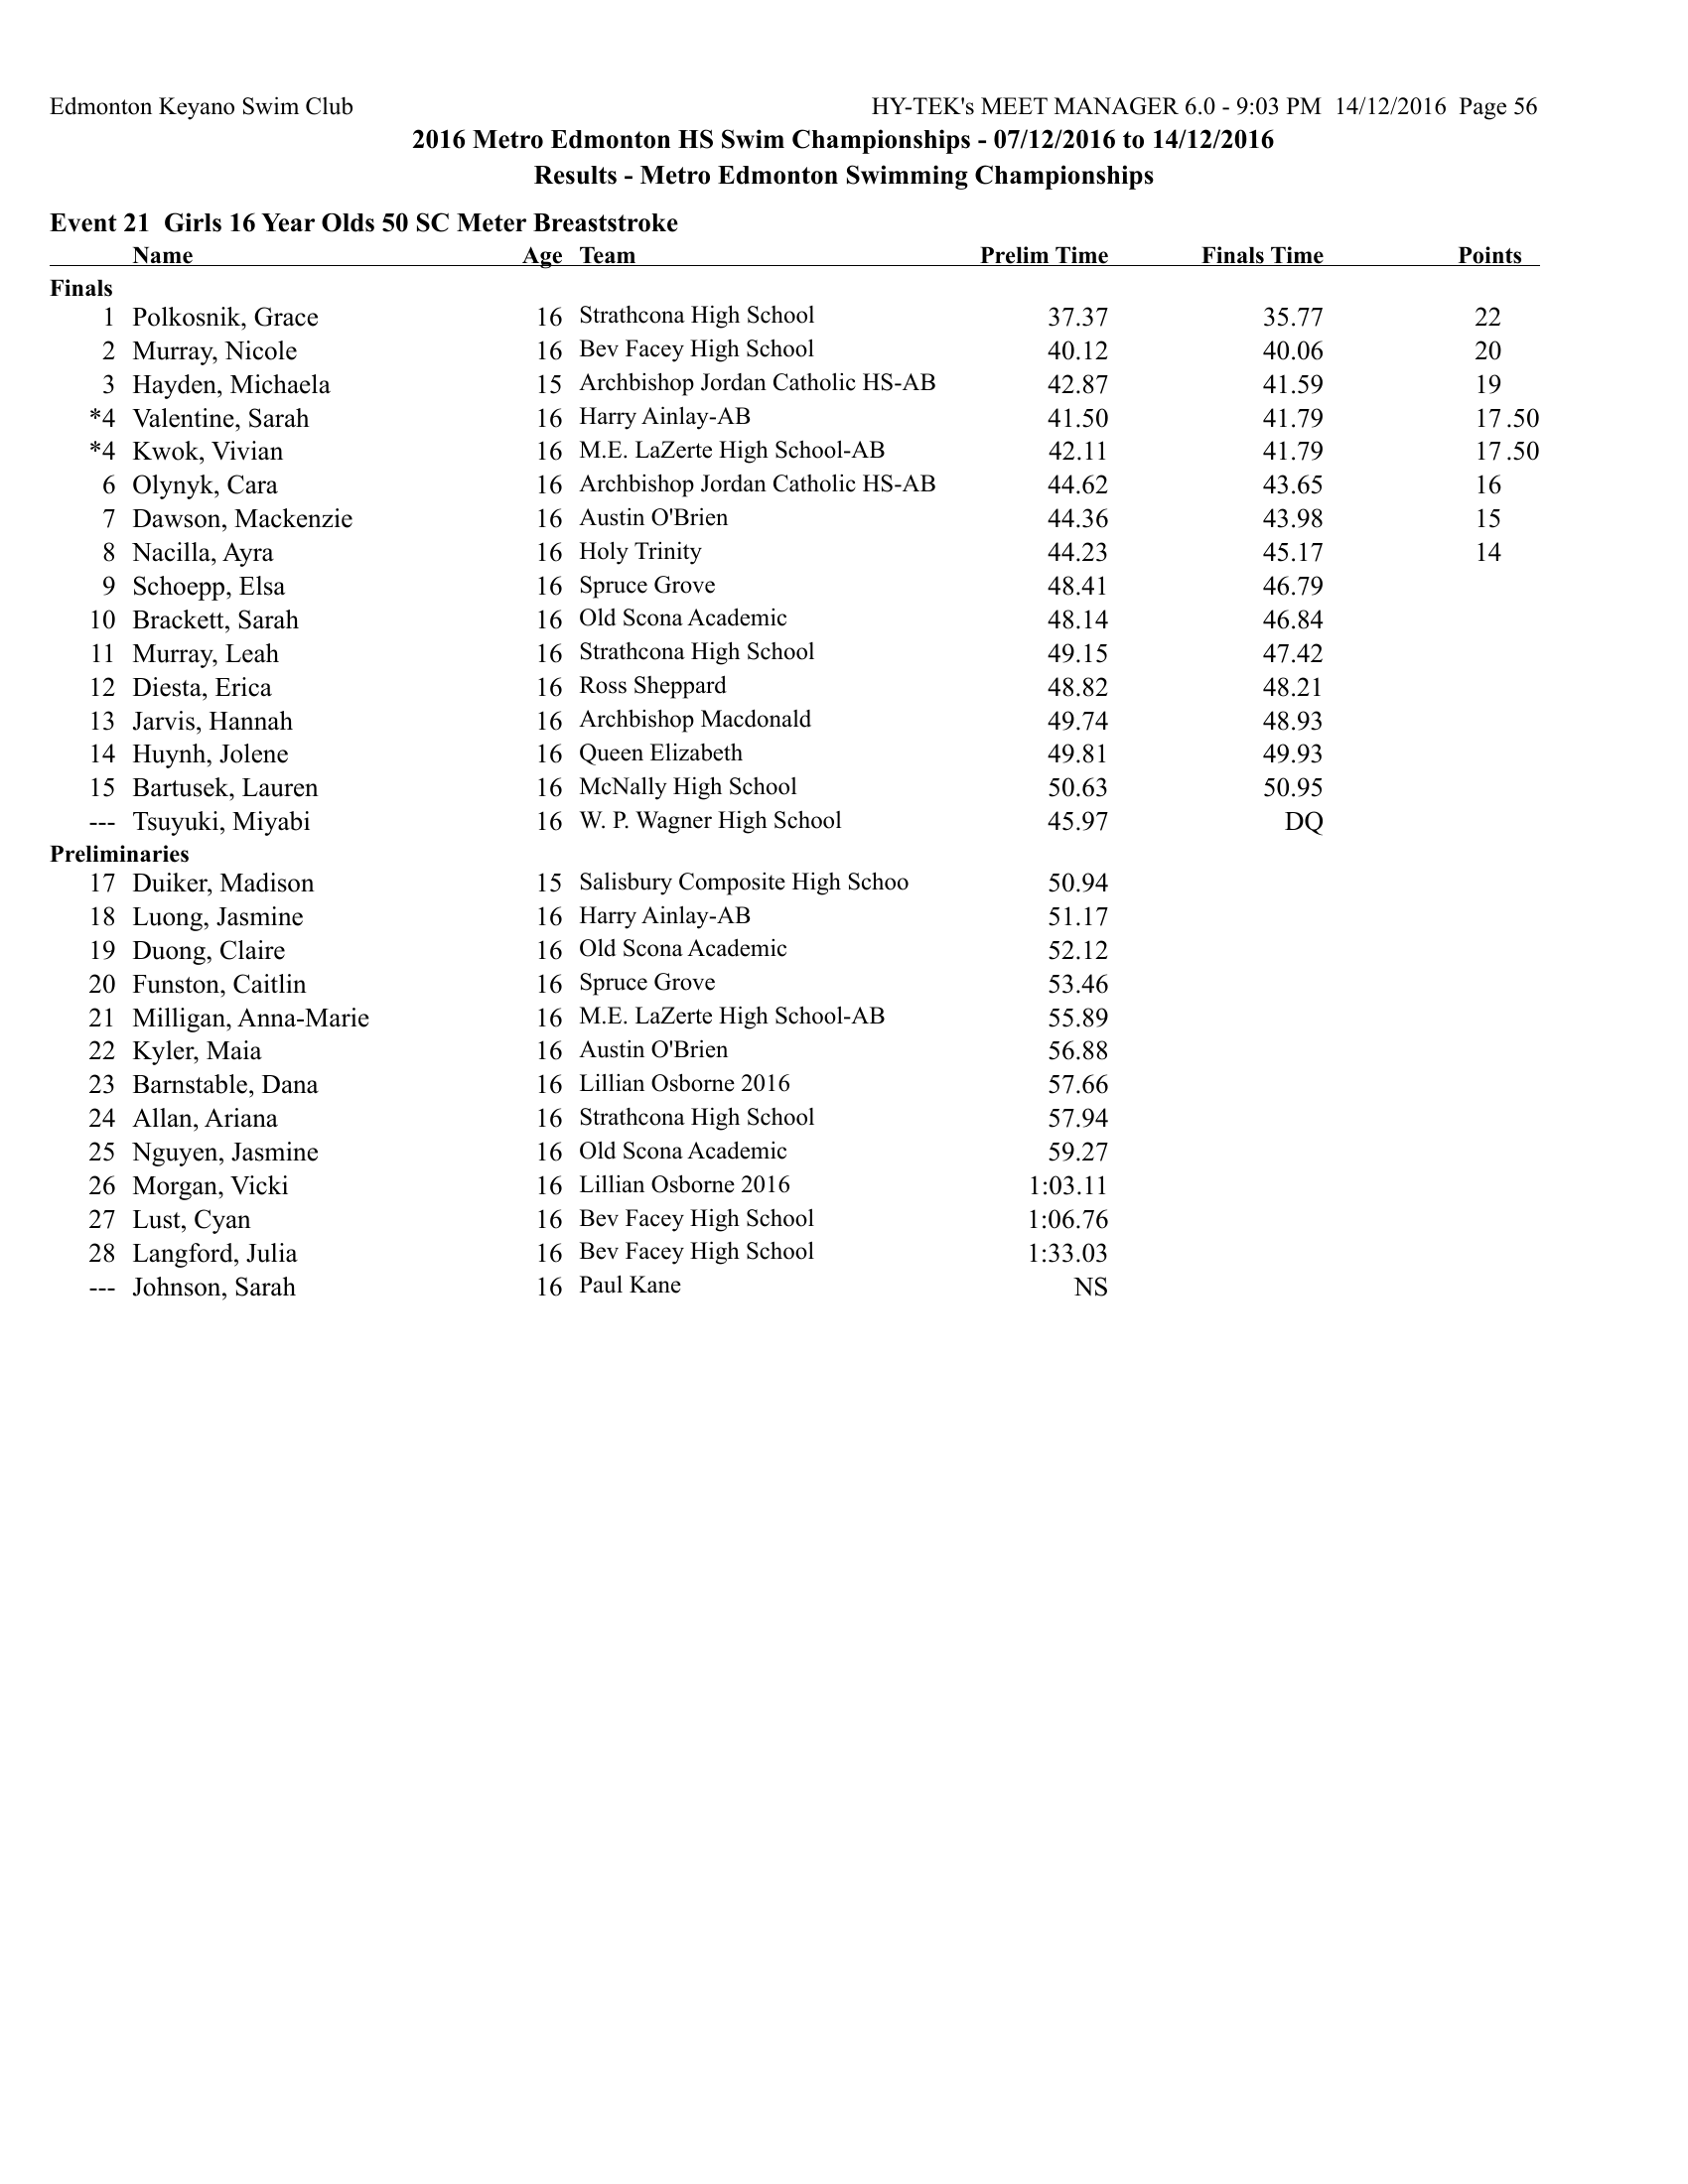 Edmonton Keyano Swim Club HY-TEK's MEET MANAGER 6.0 - 9:03 PM 14/12/2016 Page 56
2016 Metro Edmonton HS Swim Championships - 07/12/2016 to 14/12/2016
Results - Metro Edmonton Swimming Championships
Event 21 Girls 16 Year Olds 50 SC Meter Breaststroke
Name Age Team Prelim Time Finals Time Points
Finals
1 Polkosnik, Grace 16 Strathcona High School 37.37 35.77 22
2 Murray, Nicole 16 Bev Facey High School 40.12 40.06 20
3 Hayden, Michaela 15 Archbishop Jordan Catholic HS-AB 42.87 41.59 19
*4 Valentine, Sarah 16 Harry Ainlay-AB 41.50 41.79 17.50
*4 Kwok, Vivian 16 M.E. LaZerte High School-AB 42.11 41.79 17.50
6 Olynyk, Cara 16 Archbishop Jordan Catholic HS-AB 44.62 43.65 16
7 Dawson, Mackenzie 16 Austin O'Brien 44.36 43.98 15
8 Nacilla, Ayra 16 Holy Trinity 44.23 45.17 14
9 Schoepp, Elsa 16 Spruce Grove 48.41 46.79
10 Brackett, Sarah 16 Old Scona Academic 48.14 46.84
11 Murray, Leah 16 Strathcona High School 49.15 47.42
12 Diesta, Erica 16 Ross Sheppard 48.82 48.21
13 Jarvis, Hannah 16 Archbishop Macdonald 49.74 48.93
14 Huynh, Jolene 16 Queen Elizabeth 49.81 49.93
15 Bartusek, Lauren 16 McNally High School 50.63 50.95
--- Tsuyuki, Miyabi 16 W. P. Wagner High School 45.97 DQ
Preliminaries
17 Duiker, Madison 15 Salisbury Composite High Schoo 50.94
18 Luong, Jasmine 16 Harry Ainlay-AB 51.17
19 Duong, Claire 16 Old Scona Academic 52.12
20 Funston, Caitlin 16 Spruce Grove 53.46
21 Milligan, Anna-Marie 16 M.E. LaZerte High School-AB 55.89
22 Kyler, Maia 16 Austin O'Brien 56.88
23 Barnstable, Dana 16 Lillian Osborne 2016 57.66
24 Allan, Ariana 16 Strathcona High School 57.94
25 Nguyen, Jasmine 16 Old Scona Academic 59.27
26 Morgan, Vicki 16 Lillian Osborne 2016 1:03.11
27 Lust, Cyan 16 Bev Facey High School 1:06.76
28 Langford, Julia 16 Bev Facey High School 1:33.03
--- Johnson, Sarah 16 Paul Kane NS